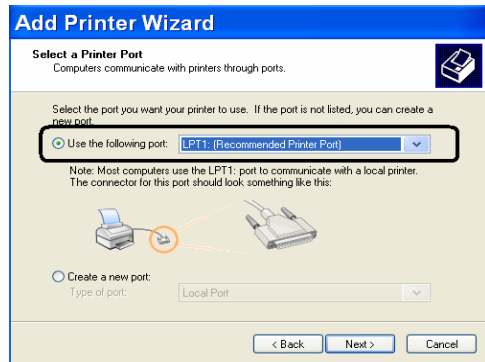 Add Printer Wizard
Select a Printer Port
Computers communicate with printers through ports.
Select the port you want your printer to use. If the port is not listed, you can create a
new port.
Use the following port: LPT1: (Recommended Printer Port)
Note: Most computers use the LPT1: port to communicate with a local printer.
The connector for this port should look something like this:
Create a new port:
Type of port: Local Port
< Back Next > Cancel